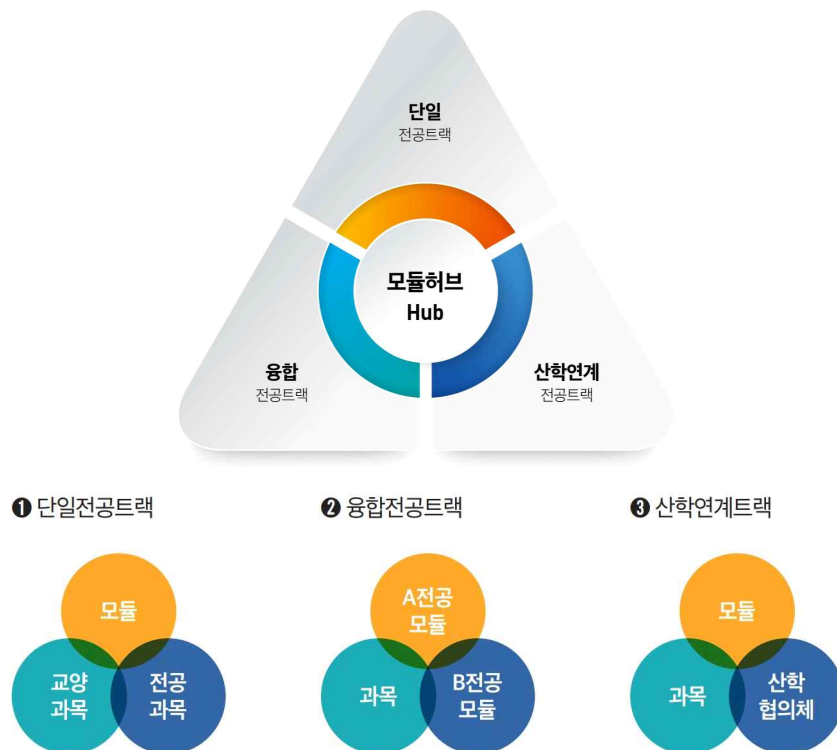 단일
전공트랙
모듈허브
Hub
융합
전공트랙
산학연계
전공트랙
❶ 단일전공트랙
모듈
교양
과목
전공
과목
❷ 융합전공트랙
A전공
모듈
과목
B전공
모듈
❸ 산학연계트랙
모듈
과목
산학
협의체